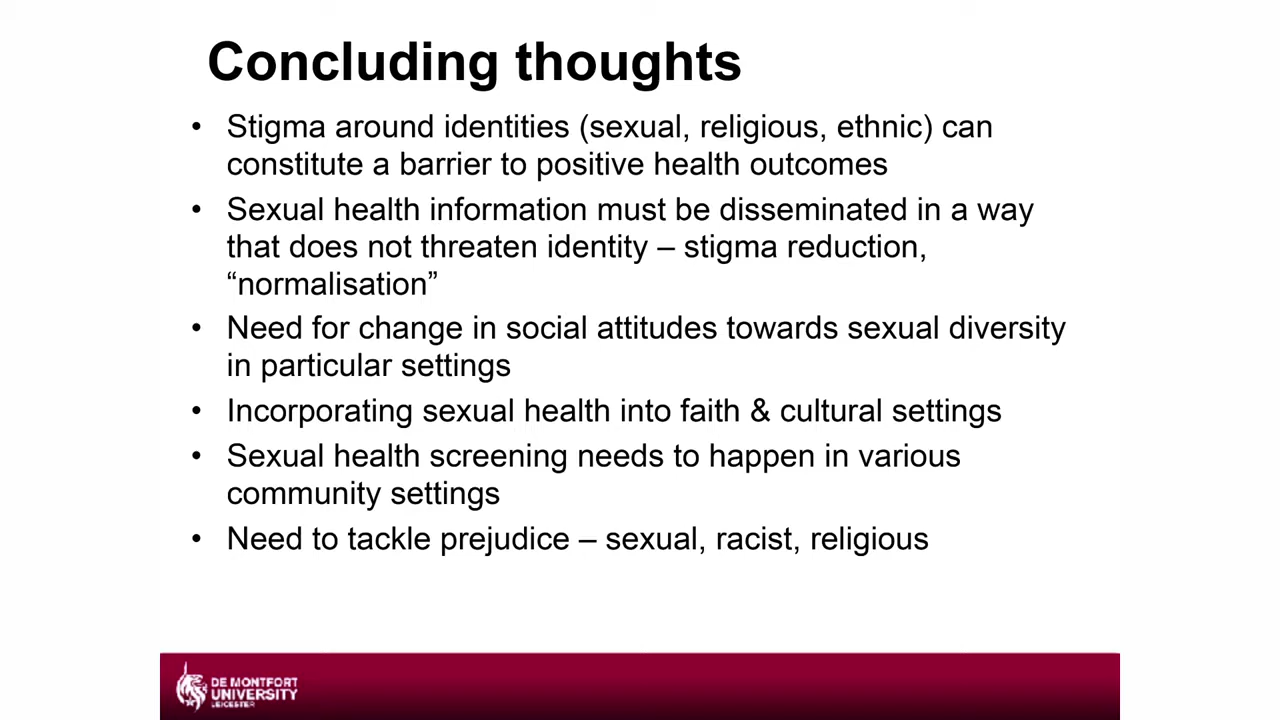 Concluding thoughts
• Stigma around identities (sexual, religious, ethnic) can
constitute a barrier to positive health outcomes
• Sexual health information must be disseminated in a way
that does not threaten identity – stigma reduction,
“normalisation”
• Need for change in social attitudes towards sexual diversity
in particular settings
• Incorporating sexual health into faith & cultural settings
• Sexual health screening needs to happen in various
community settings
• Need to tackle prejudice – sexual, racist, religious
DE MONTFORT
UNIVERSITY
LEICESTER